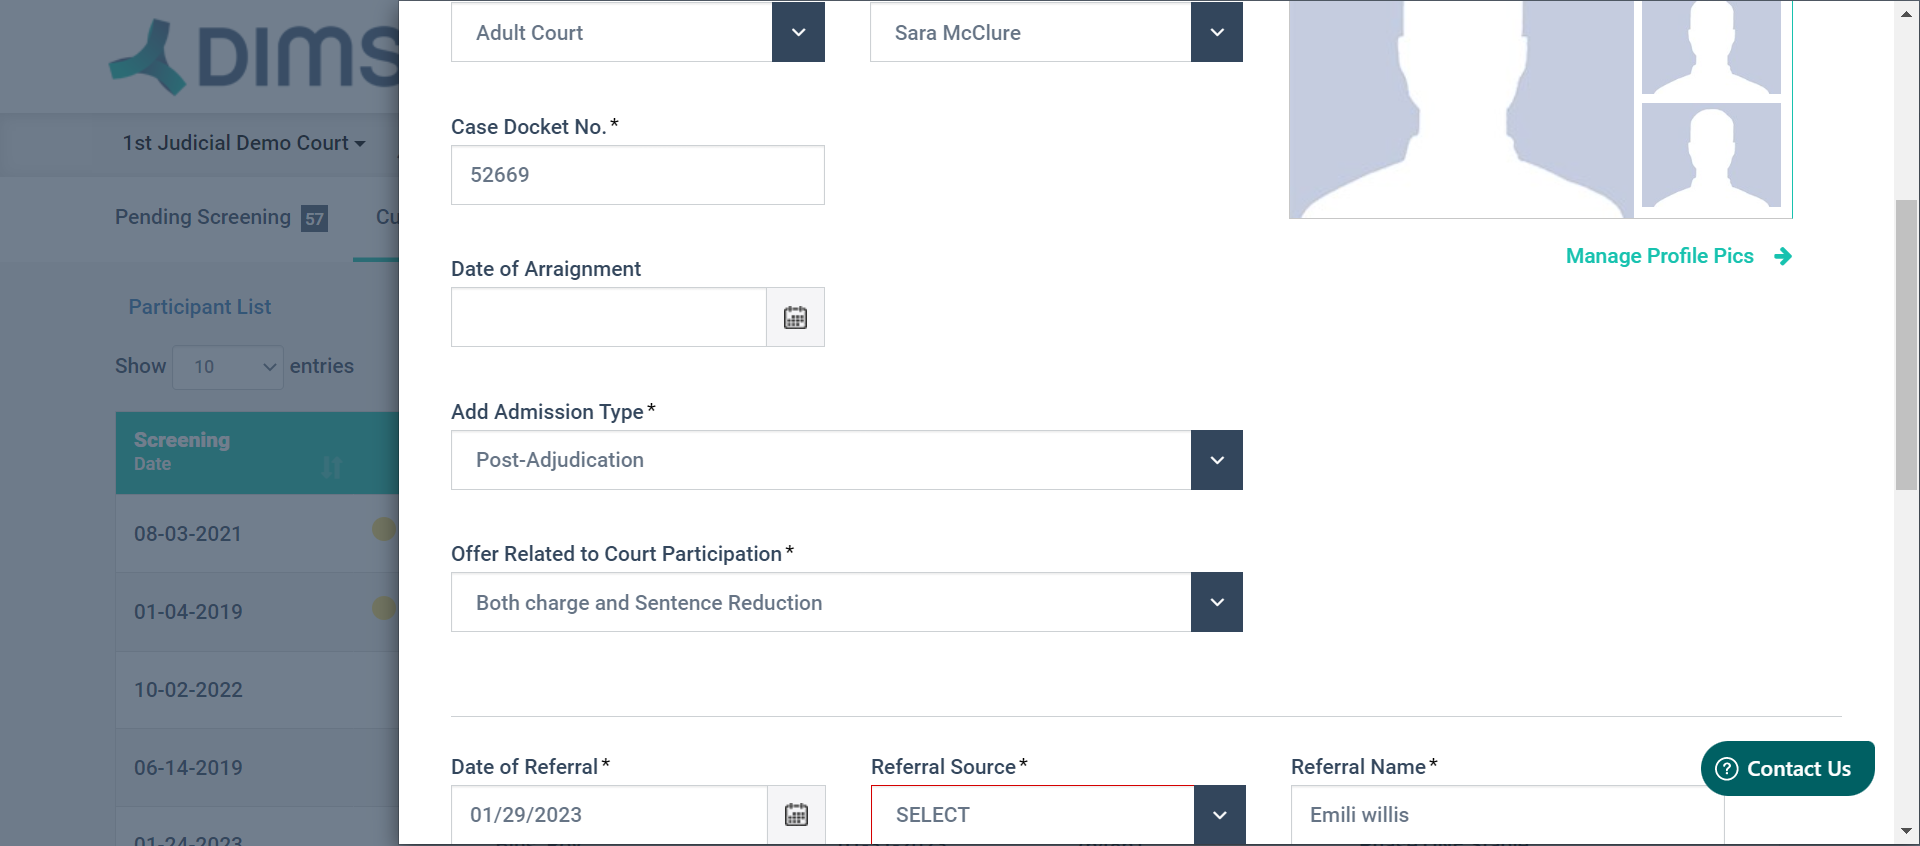 DIMS
1st Judicial Demo Court
Pending Screening 57
Cu
Participant List
Show 10 entries
Screening
Date
08-03-2021
01-04-2019
10-02-2022
06-14-2019
01-24-2023
Adult Court
Sara McClure
Case Docket No.*
52669
Manage Profile Pics
Date of Arraignment
Add Admission Type*
Post-Adjudication
Offer Related to Court Participation*
Both charge and Sentence Reduction
Date of Referral*
01/29/2023
Referral Source*
SELECT
Referral Name*
Emili willis
Contact Us